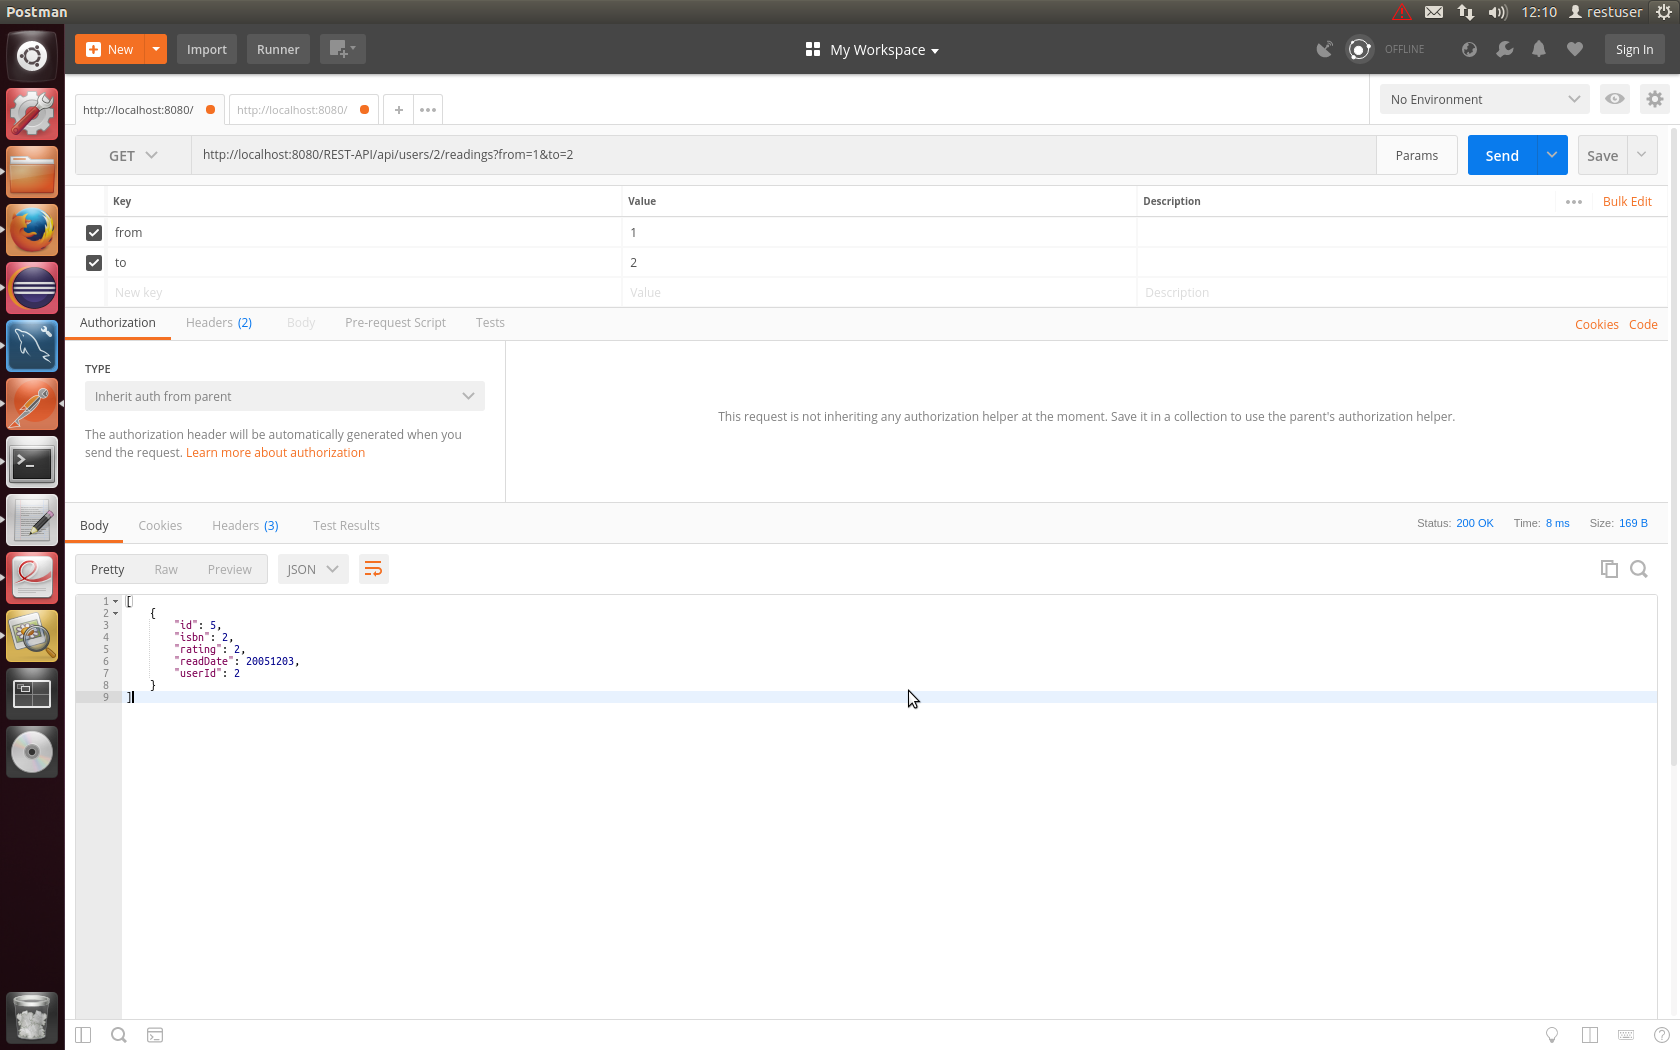 Postman
12:10 restuser
New Import Runner My Workspace OFFLINE Sign In
http://localhost:8080/ http://localhost:8080/ + ••• No Environment
GET http://localhost:8080/REST-API/api/users/2/readings?from=1&to=2 Params Send Save
Key Value Description ••• Bulk Edit
from 1
to 2
New key Value Description
Authorization Headers (2) Body Pre-request Script Tests Cookies Code
TYPE
Inherit auth from parent
This request is not inheriting any authorization helper at the moment. Save it in a collection to use the parent's authorization helper.
The authorization header will be automatically generated when you
send the request. Learn more about authorization
Body Cookies Headers (3) Test Results Status: 200 OK Time: 8 ms Size: 169 B
Pretty Raw Preview JSON
1 [
2 {
3 "id": 5,
4 "isbn": 2,
5 "rating": 2,
6 "readDate": 20051203,
7 "userId": 2
8 }
9 ]